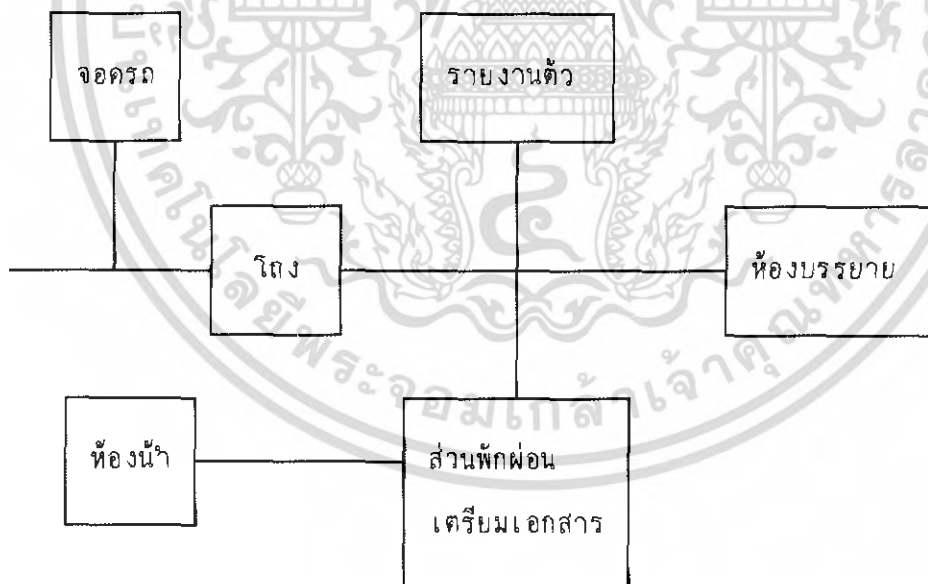 จอดรถ
รายงานตัว
โถง
ห้องบรรยาย
ห้องน้ำ
ส่วนพักผ่อน
เตรียมเอกสาร